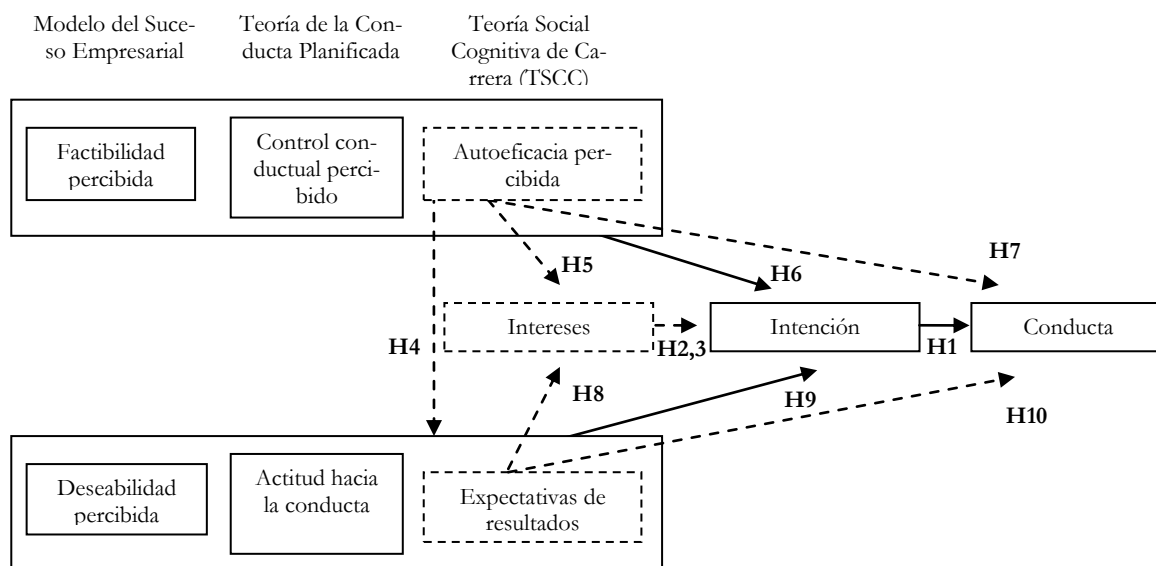 Modelo del Suce-
so Empresarial
Teoría de la Con-
ducta Planificada
Teoría Social
Cognitiva de Ca-
rrera (TSCC)
Factibilidad
percibida
Control con-
ductual perci-
bido
Autoeficacia per-
cibida
H5
H6
H7
H4
Intereses
H2,3
Intención
H1
Conducta
H8
H9
H10
Deseabilidad
percibida
Actitud hacia
la conducta
Expectativas de
resultados